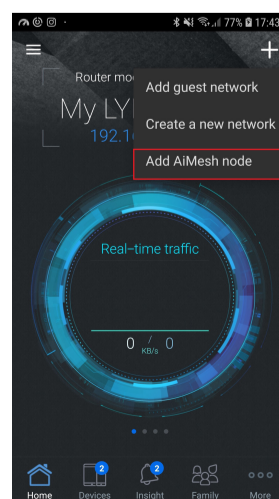 77% 17:43
Router mo
Add guest network
My LY
Create a new network
192.1
Add AiMesh node
Real-time traffic
0 / 0
KB/s
2 2
Home Devices Insight Family More